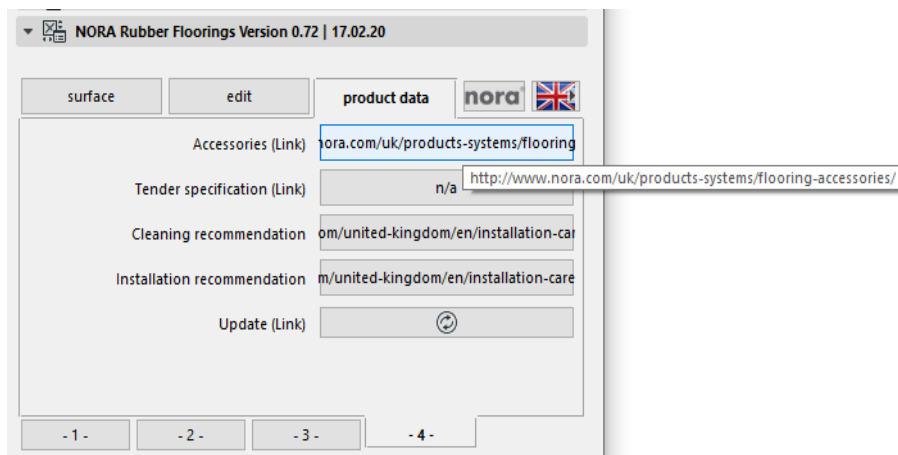 NORA Rubber Floorings Version 0.72 | 17.02.20
surface edit product data nora
Accessories (Link) nora.com/uk/products-systems/flooring
http://www.nora.com/uk/products-systems/flooring-accessories/
Tender specification (Link) n/a
Cleaning recommendation om/united-kingdom/en/installation-car
Installation recommendation m/united-kingdom/en/installation-care
Update (Link)
- 1 - - 2 - - 3 - - 4 -